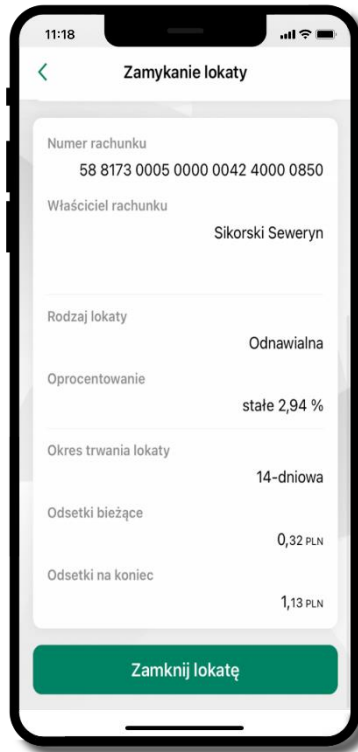 11:18
Zamykanie lokaty
Numer rachunku
58 8173 0005 0000 0042 4000 0850
Właściciel rachunku
Sikorski Seweryn
Rodzaj lokaty
Odnawialna
Oprocentowanie
stałe 2,94 %
Okres trwania lokaty
14-dniowa
Odsetki bieżące
0,32 PLN
Odsetki na koniec
1,13 PLN
Zamknij lokatę